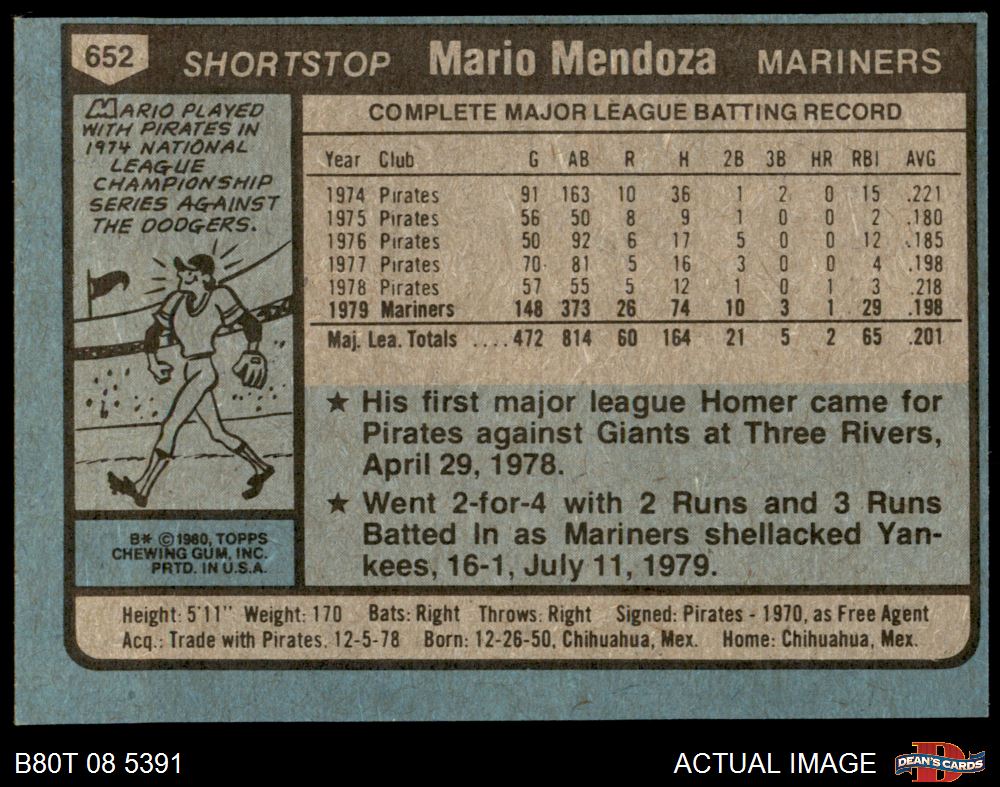 652 SHORTSTOP Mario Mendoza MARINERS
MARIO PLAYED
WITH PIRATES IN
1974 NATIONAL
LEAGUE
CHAMPIONSHIP
SERIES AGAINST
THE DODGERS.
COMPLETE MAJOR LEAGUE BATTING RECORD
Year Club G AB R H 2B 3B HR RBI AVG
1974 Pirates 91 163 10 36 1 2 0 15 .221
1975 Pirates 56 50 8 9 1 0 0 2 .180
1976 Pirates 50 92 6 17 5 0 0 12 .185
1977 Pirates 70 81 5 16 3 0 0 4 .198
1978 Pirates 57 55 5 12 1 0 1 3 .218
1979 Mariners 148 373 26 74 10 3 1 29 .198
Maj. Lea. Totals ....472 814 60 164 21 5 2 65 .201
★ His first major league Homer came for
Pirates against Giants at Three Rivers,
April 29, 1978.
★ Went 2-for-4 with 2 Runs and 3 Runs
Batted In as Mariners shellacked Yan-
kees, 16-1, July 11, 1979.
B* ©1980, TOPPS
CHEWING GUM, INC.
PRTD. IN U.S.A.
Height: 5'11" Weight: 170 Bats: Right Throws: Right Signed: Pirates - 1970, as Free Agent
Acq.: Trade with Pirates. 12-5-78 Born: 12-26-50, Chihuahua, Mex. Home: Chihuahua, Mex.
B80T 08 5391 ACTUAL IMAGE DEAN'S CARDS